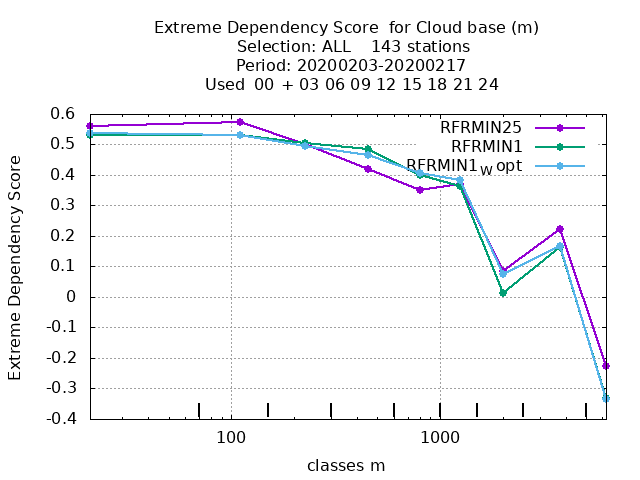 Extreme Dependency Score  for Cloud base (m)
Selection: ALL    143 stations
Period: 20200203-20200217
Used  00  + 03 06 09 12 15 18 21 24
RFRMIN25
RFRMIN1
RFRMIN1W opt
Extreme Dependency Score
0.6
0.5
0.4
0.3
0.2
0.1
0
-0.1
-0.2
-0.3
-0.4
100 1000
classes m